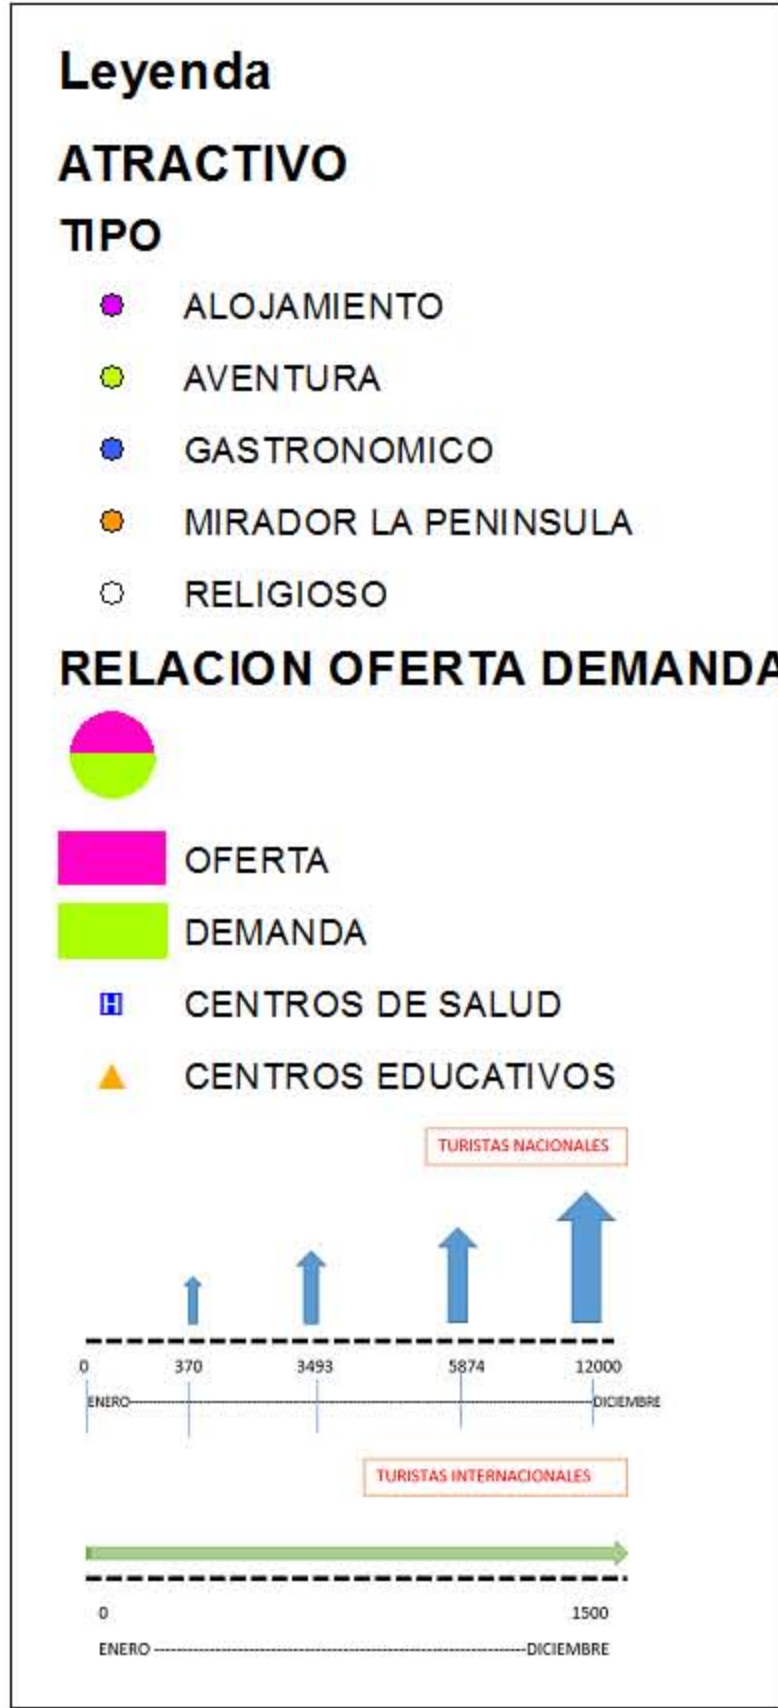 Leyenda
ATRACTIVO
TIPO
ALOJAMIENTO
AVENTURA
GASTRONOMICO
MIRADOR LA PENINSULA
RELIGIOSO
RELACION OFERTA DEMANDA
OFERTA
DEMANDA
H CENTROS DE SALUD
CENTROS EDUCATIVOS
TURISTAS NACIONALES
0 370 3493 5874 12000
ENERO DICIEMBRE
TURISTAS INTERNACIONALES
0 1500
ENERO DICIEMBRE